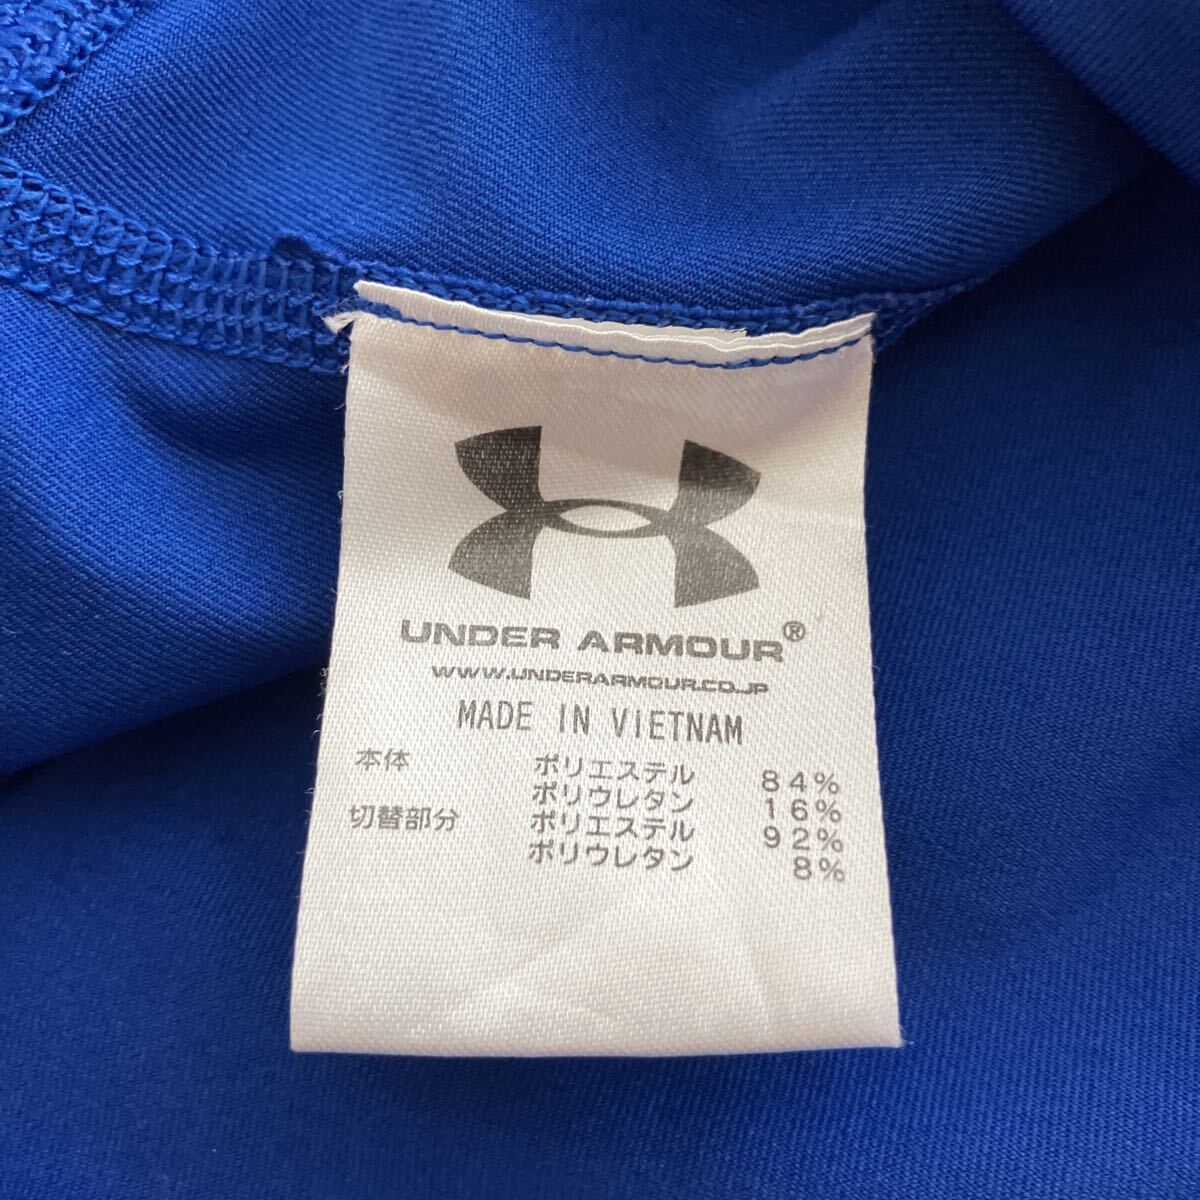 UNDER ARMOUR®
WWW.UNDERARMOUR.CO.JP
MADE IN VIETNAM
本体 ポリエステル 84%
ポリウレタン 16%
切替部分 ポリエステル 92%
ポリウレタン 8%